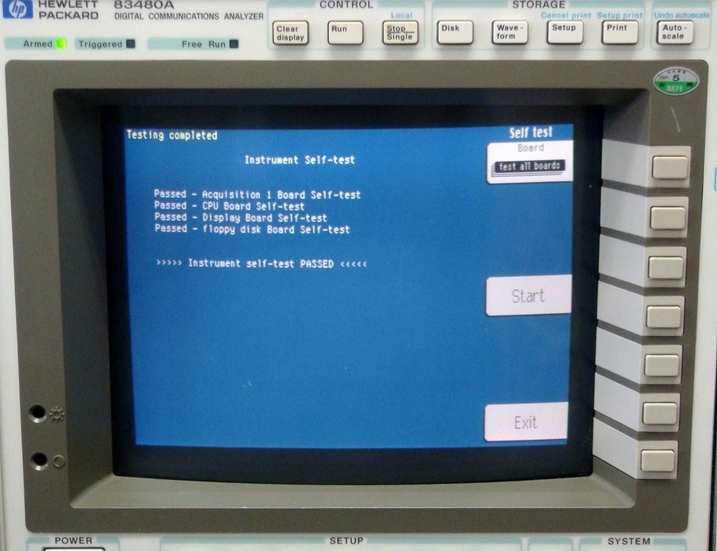 hp HEWLETT PACKARD
83480A
DIGITAL COMMUNICATIONS ANALYZER
CONTROL
STORAGE
Local
Cancel print
Setup print
Undo autoscale
Clear display
Run
Stop Single
Disk
Wave-form
Setup
Print
Auto-scale
Armed
Triggered
Free Run
5
Testing completed
Self test
Instrument Self-test
Board
test all boards
Passed - Acquisition 1 Board Self-test
Passed - CPU Board Self-test
Passed - Display Board Self-test
Passed - floppy disk Board Self-test
>>>>> Instrument self-test PASSED <<<<<
Start
Exit
POWER
SETUP
SYSTEM